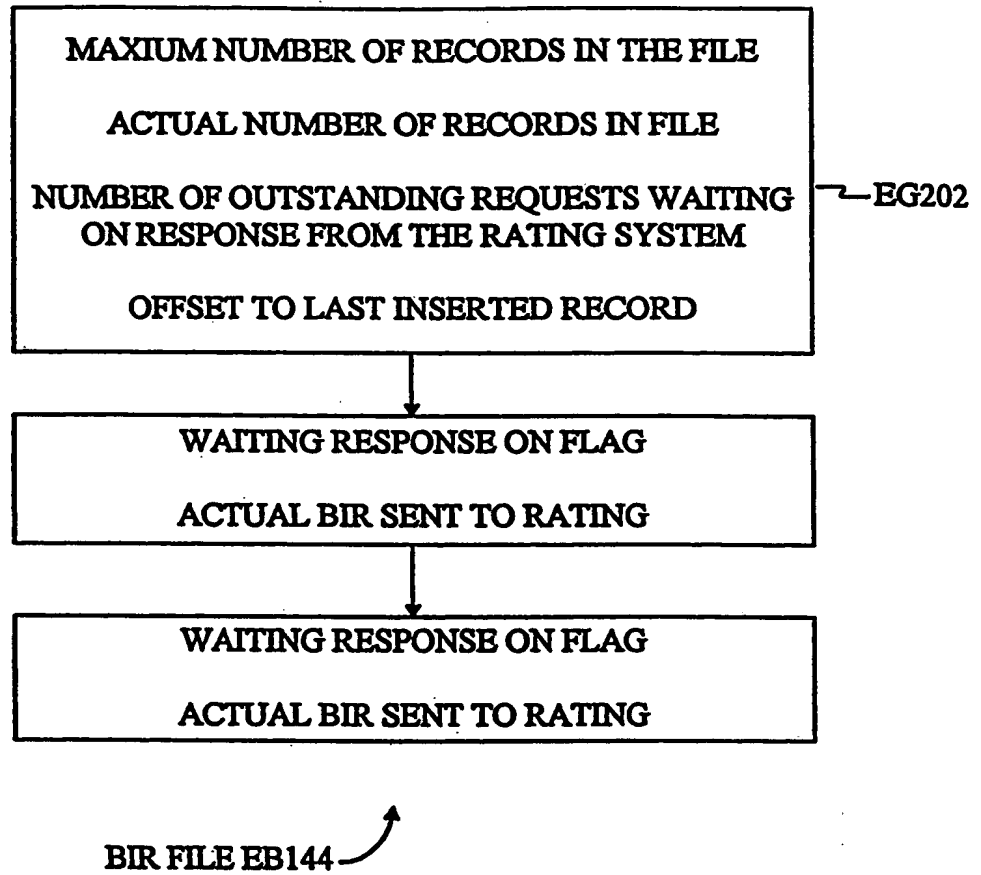 MAXIUM NUMBER OF RECORDS IN THE FILE
ACTUAL NUMBER OF RECORDS IN FILE
NUMBER OF OUTSTANDING REQUESTS WAITING
ON RESPONSE FROM THE RATING SYSTEM
OFFSET TO LAST INSERTED RECORD
EG202
WAITING RESPONSE ON FLAG
ACTUAL BIR SENT TO RATING
WAITING RESPONSE ON FLAG
ACTUAL BIR SENT TO RATING
BIR FILE EB144